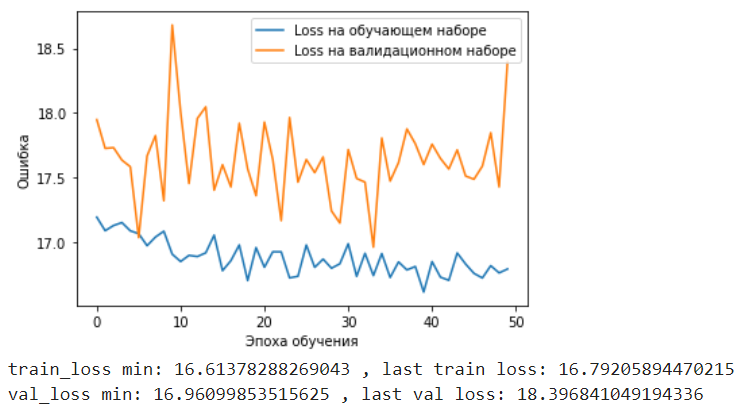 18.5
18.0
17.5
17.0
Ошибка
Loss на обучающем наборе
Loss на валидационном наборе
0 10 20 30 40 50
Эпоха обучения
train_loss min: 16.61378288269043 , last train loss: 16.79205894470215
val_loss min: 16.96099853515625 , last val loss: 18.396841049194336